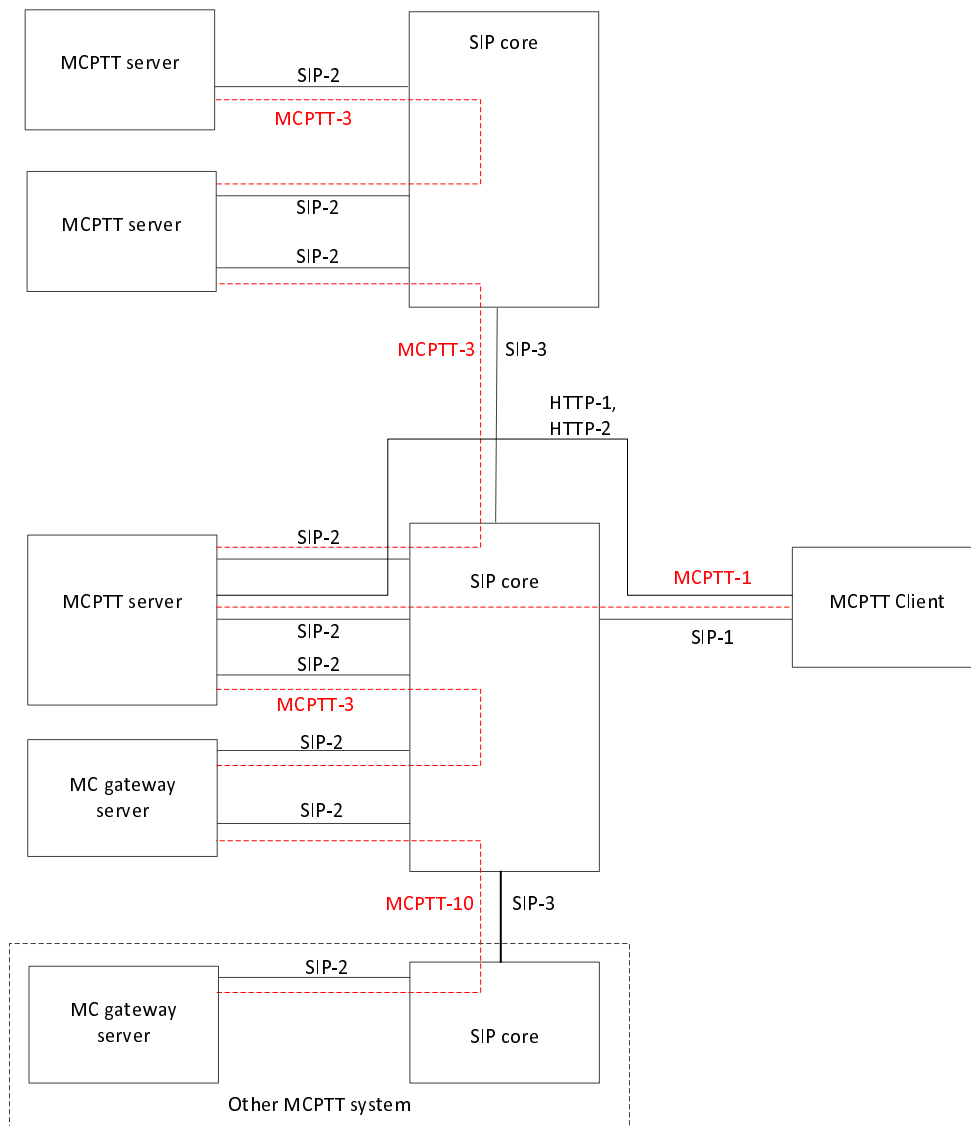 SIP core
MCPTT server
SIP-2
MCPTT-3
SIP-2
MCPTT server
SIP-2
MCPTT-3
SIP-3
HTTP-1,
HTTP-2
SIP-2
SIP core
MCPTT-1
MCPTT server
MCPTT Client
SIP-2
SIP-1
SIP-2
MCPTT-3
SIP-2
MC gateway
server
SIP-2
MCPTT-10
SIP-3
SIP-2
MC gateway
server
SIP core
Other MCPTT system